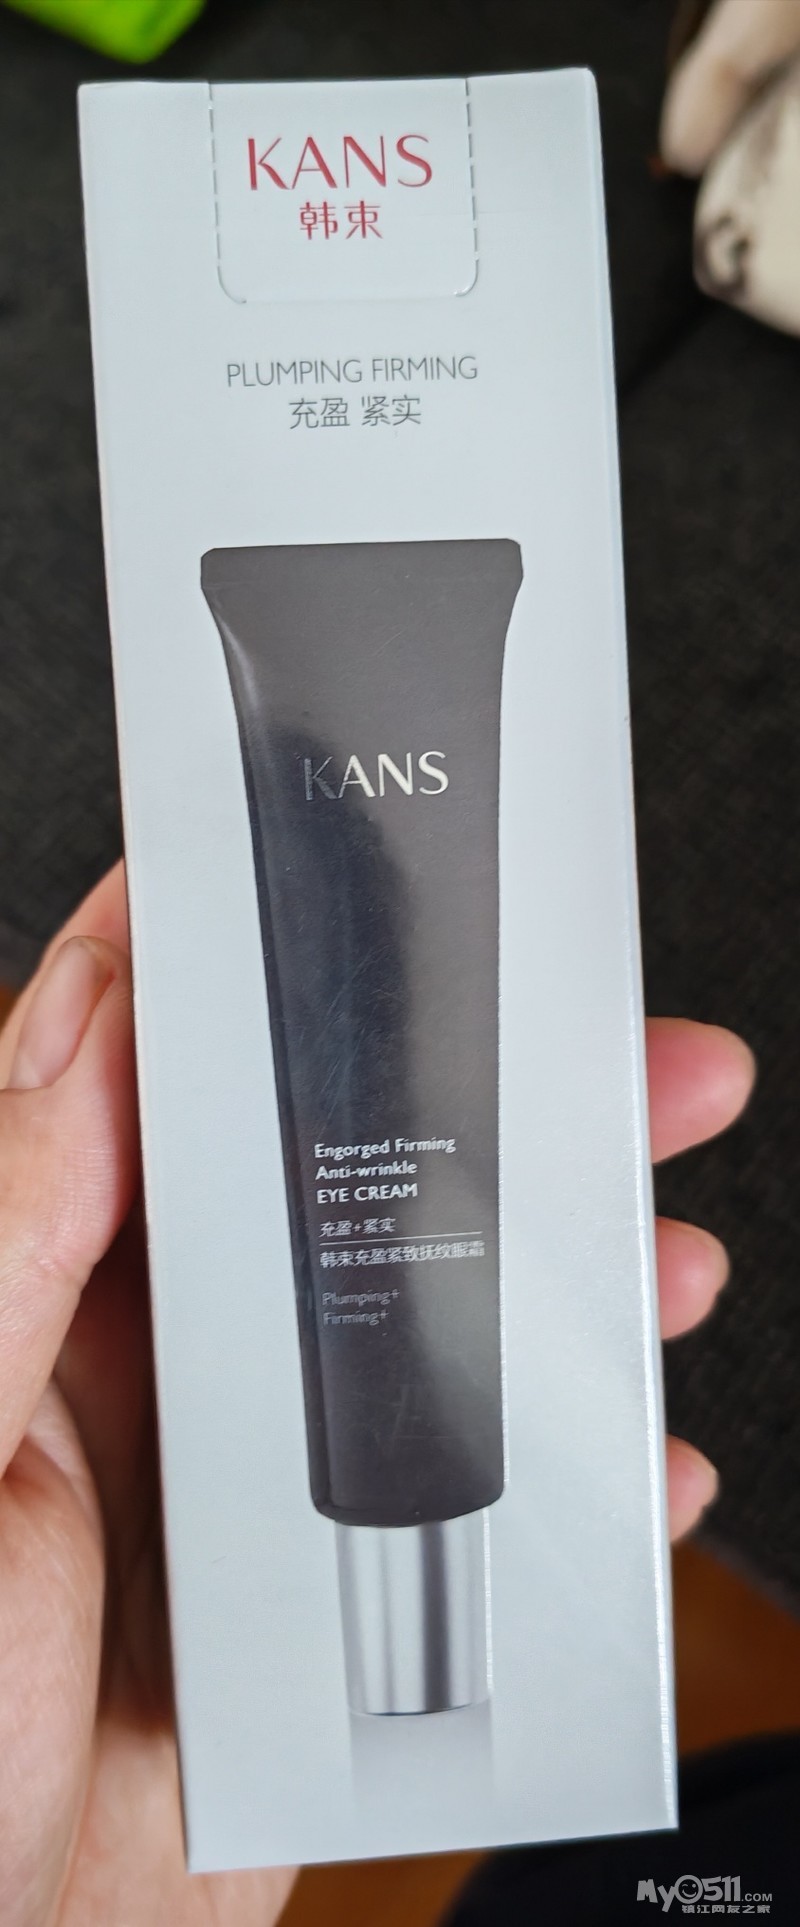 KANS
韩束
PLUMPING FIRMING
充盈 紧实
KANS
Engorged Firming
Anti-wrinkle
EYE CREAM
充盈+紧实
韩束充盈紧致抚纹眼霜
Plumping+
Firming+
My0511.COM
镇江网友之家